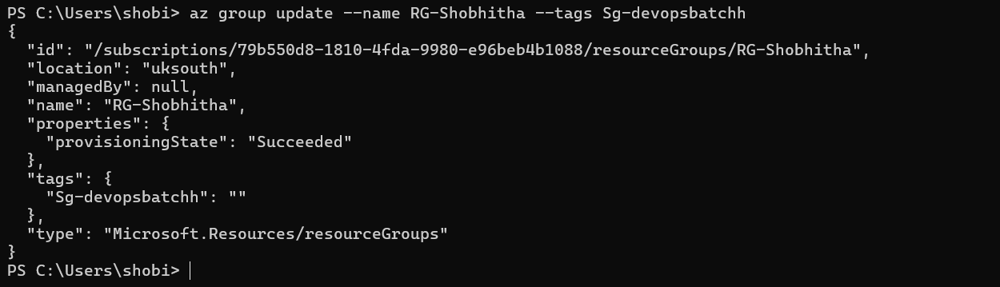 PS C:\Users\shobi> az group update --name RG-Shobhitha --tags Sg-devopsbatchh
{
  "id": "/subscriptions/79b550d8-1810-4fda-9980-e96beb4b1088/resourceGroups/RG-Shobhitha",
  "location": "uksouth",
  "managedBy": null,
  "name": "RG-Shobhitha",
  "properties": {
    "provisioningState": "Succeeded"
  },
  "tags": {
    "Sg-devopsbatchh": ""
  },
  "type": "Microsoft.Resources/resourceGroups"
}
PS C:\Users\shobi>